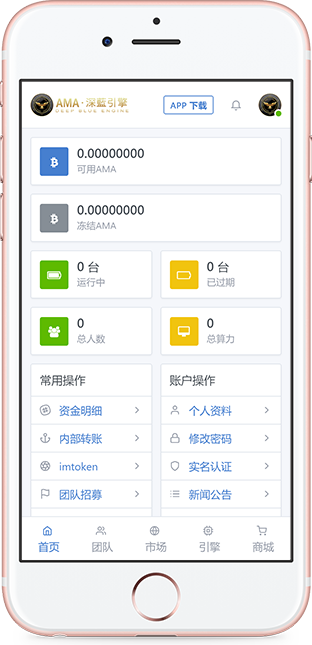 AMA·深藍引擎
DEEP BLUE ENGINE
APP 下载
0.00000000
可用AMA
0.00000000
冻结AMA
0 台
运行中
0 台
已过期
0
总人数
0
总算力
常用操作
账户操作
资金明细
个人资料
内部转账
修改密码
imtoken
实名认证
团队招募
新闻公告
首页
团队
市场
引擎
商城